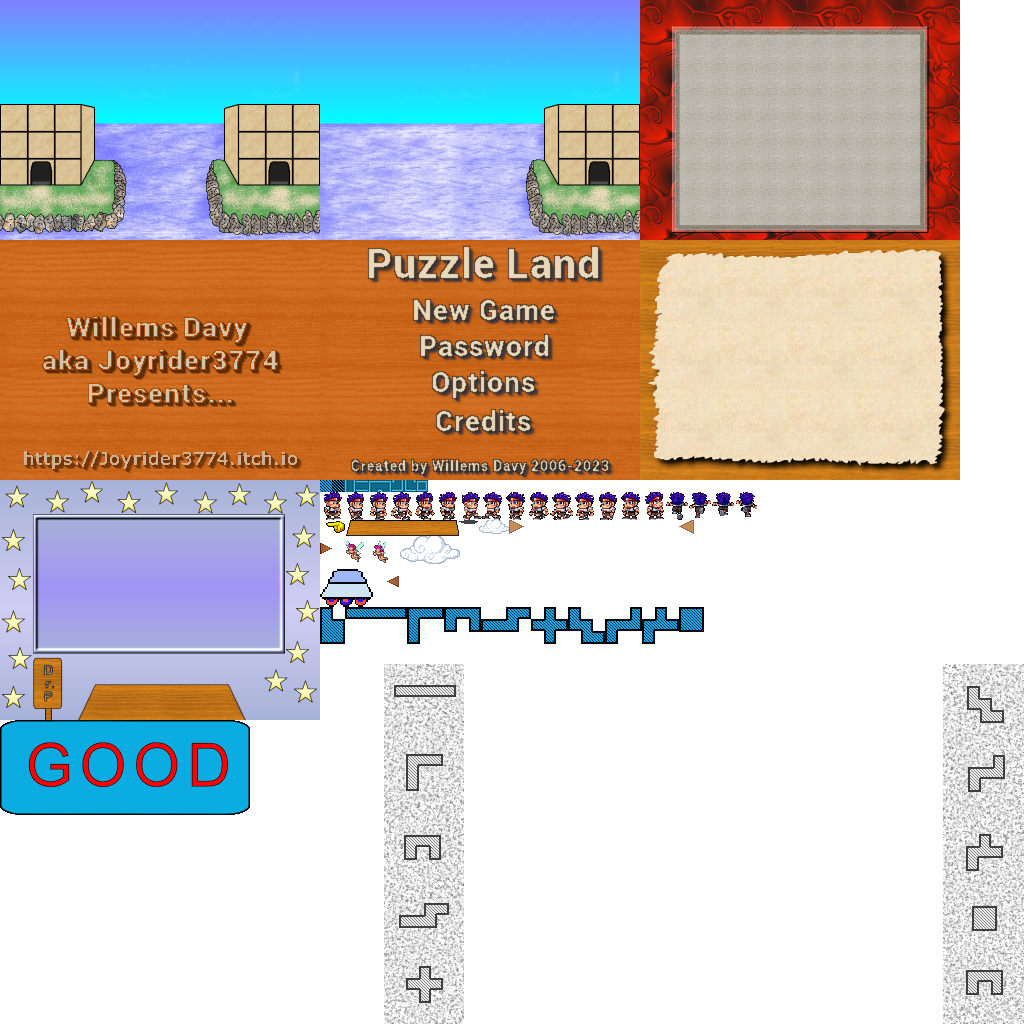 Willems Davy
aka Joyrider3774
Presents...
https://Joyrider3774.itch.io
Puzzle Land
New Game
Password
Options
Credits
Created by Willems Davy 2006-2023
D
P
GOOD